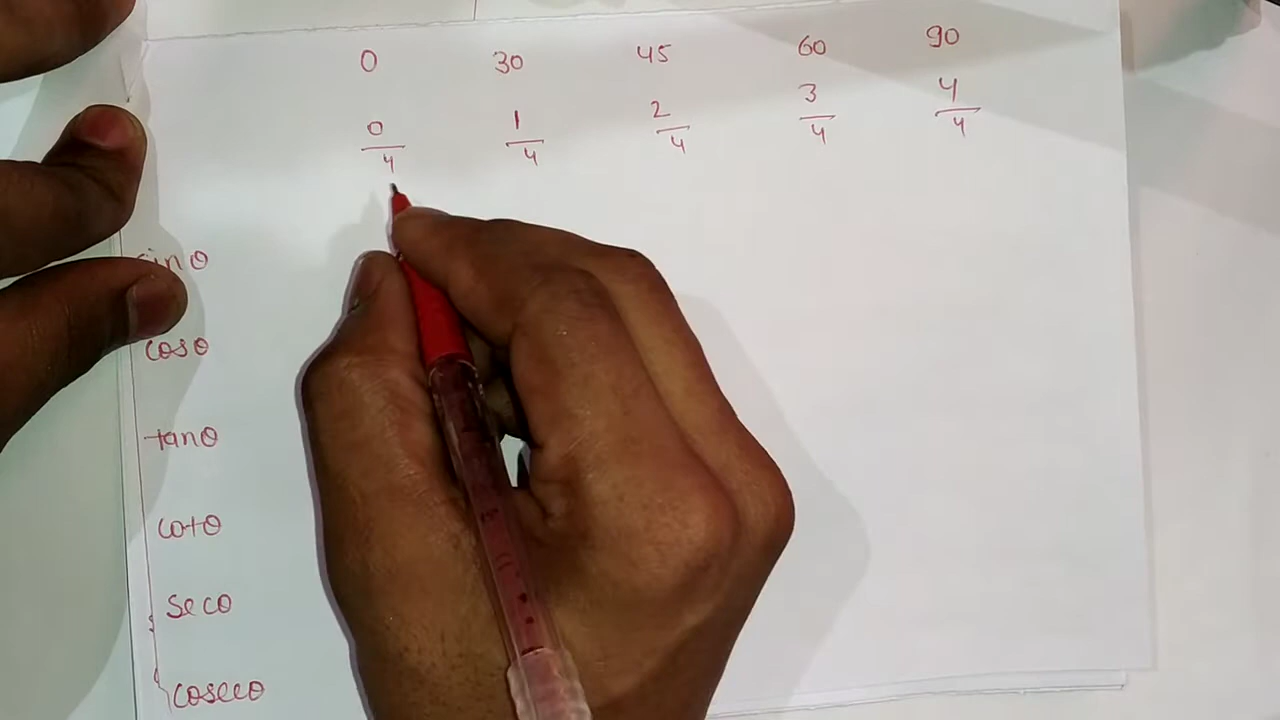 0 30 45 60 90
0/4 1/4 2/4 3/4 4/4
sinθ
cosθ
tanθ
cotθ
secθ
cosecθ